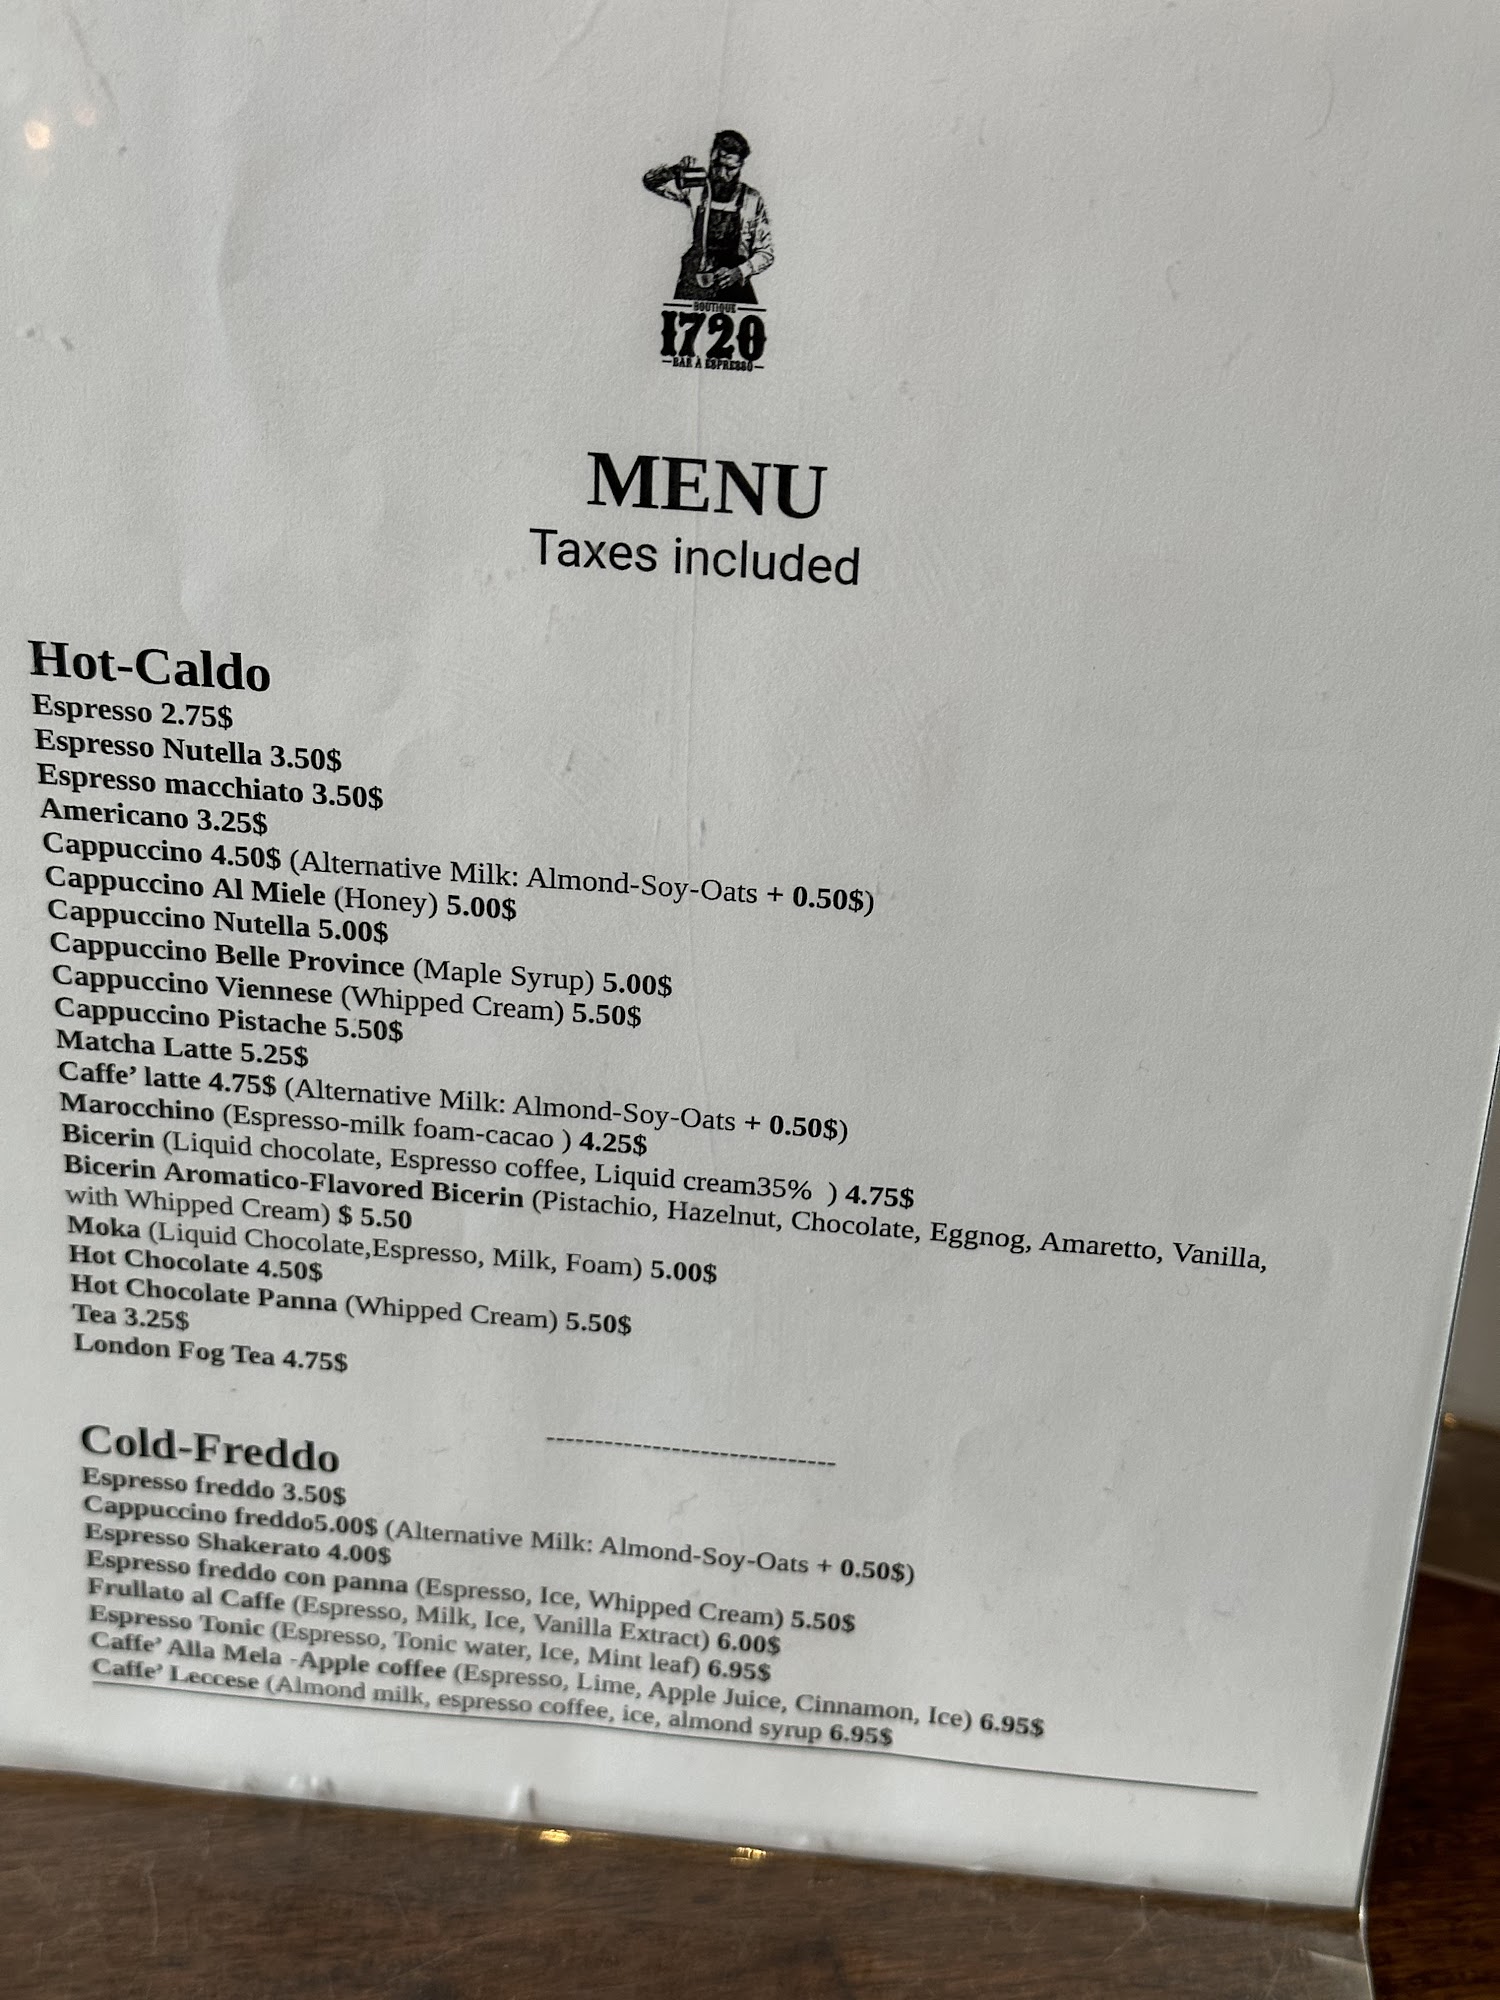 BOUTIQUE
1720
BAR À ESPRESSO
MENU
Taxes included
Hot-Caldo
Espresso 2.75$
Espresso Nutella 3.50$
Espresso macchiato 3.50$
Americano 3.25$
Cappuccino 4.50$ (Alternative Milk: Almond-Soy-Oats + 0.50$)
Cappuccino Al Miele (Honey) 5.00$
Cappuccino Nutella 5.00$
Cappuccino Belle Province (Maple Syrup) 5.00$
Cappuccino Viennese (Whipped Cream) 5.50$
Cappuccino Pistache 5.50$
Matcha Latte 5.25$
Caffe’ latte 4.75$ (Alternative Milk: Almond-Soy-Oats + 0.50$)
Marocchino (Espresso-milk foam-cacao ) 4.25$
Bicerin (Liquid chocolate, Espresso coffee, Liquid cream35%  ) 4.75$
Bicerin Aromatico-Flavored Bicerin (Pistachio, Hazelnut, Chocolate, Eggnog, Amaretto, Vanilla,
with Whipped Cream) $ 5.50
Moka (Liquid Chocolate,Espresso, Milk, Foam) 5.00$
Hot Chocolate 4.50$
Hot Chocolate Panna (Whipped Cream) 5.50$
Tea 3.25$
London Fog Tea 4.75$
------------------------------
Cold-Freddo
Espresso freddo 3.50$
Cappuccino freddo5.00$ (Alternative Milk: Almond-Soy-Oats + 0.50$)
Espresso Shakerato 4.00$
Espresso freddo con panna (Espresso, Ice, Whipped Cream) 5.50$
Frullato al Caffe (Espresso, Milk, Ice, Vanilla Extract) 6.00$
Espresso Tonic (Espresso, Tonic water, Ice, Mint leaf) 6.95$
Caffe’ Alla Mela -Apple coffee (Espresso, Lime, Apple Juice, Cinnamon, Ice) 6.95$
Caffe’ Leccese (Almond milk, espresso coffee, ice, almond syrup 6.95$